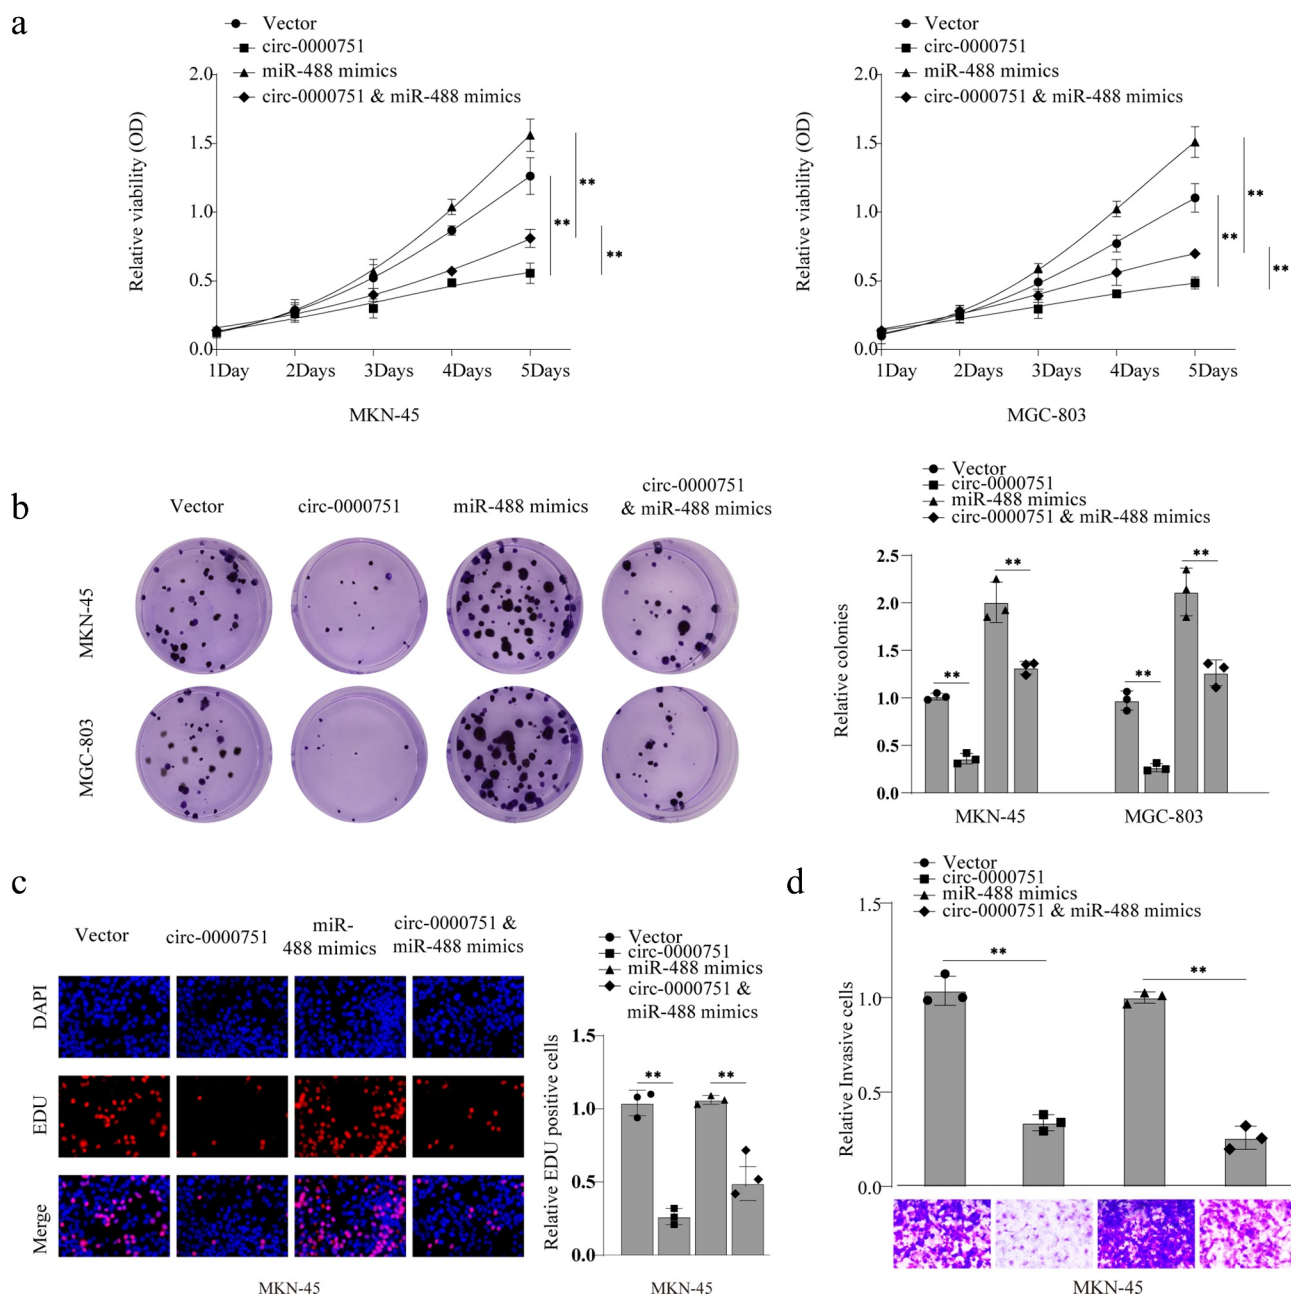 a
Vector
circ-0000751
miR-488 mimics
circ-0000751 & miR-488 mimics
Relative viability (OD)
2.0
1.5
1.0
0.5
0.0
1Day 2Days 3Days 4Days 5Days
**
**
**
MKN-45
Vector
circ-0000751
miR-488 mimics
circ-0000751 & miR-488 mimics
Relative viability (OD)
2.0
1.5
1.0
0.5
0.0
1Day 2Days 3Days 4Days 5Days
**
**
**
MGC-803
b
Vector
circ-0000751
miR-488 mimics
circ-0000751
& miR-488 mimics
MKN-45
MGC-803
Vector
circ-0000751
miR-488 mimics
circ-0000751 & miR-488 mimics
Relative colonies
2.5
2.0
1.5
1.0
0.5
0.0
**
**
**
**
MKN-45 MGC-803
c
Vector
circ-0000751
miR-
488 mimics
circ-0000751 &
miR-488 mimics
DAPI
EDU
Merge
MKN-45
Vector
circ-0000751
miR-488 mimics
circ-0000751 &
miR-488 mimics
Relative EDU positive cells
1.5
1.0
0.5
0.0
**
**
MKN-45
d
Vector
circ-0000751
miR-488 mimics
circ-0000751 & miR-488 mimics
Relative Invasive cells
1.5
1.0
0.5
0.0
**
**
MKN-45